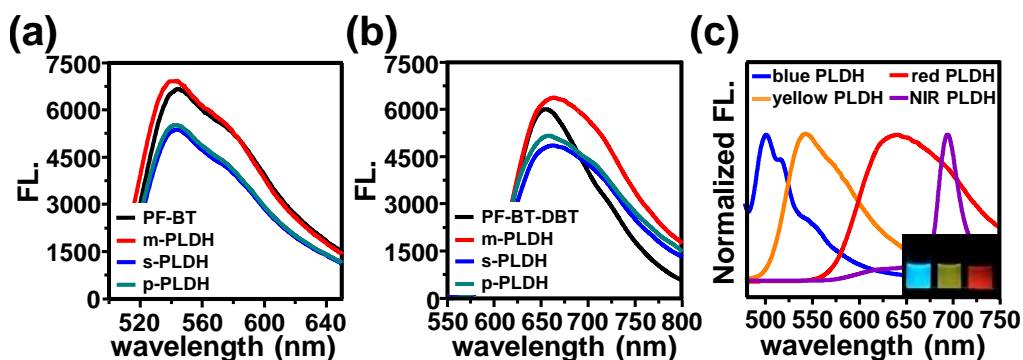 (a)
FL.
7500
6000
4500
3000
1500
0
PF-BT
m-PLDH
s-PLDH
p-PLDH
520 560 600 640
wavelength (nm)
(b)
FL.
7500
6000
4500
3000
1500
0
PF-BT-DBT
m-PLDH
s-PLDH
p-PLDH
550 600 650 700 750 800
wavelength (nm)
(c)
Normalized FL.
blue PLDH red PLDH
yellow PLDH NIR PLDH
500 550 600 650 700 750
wavelength (nm)